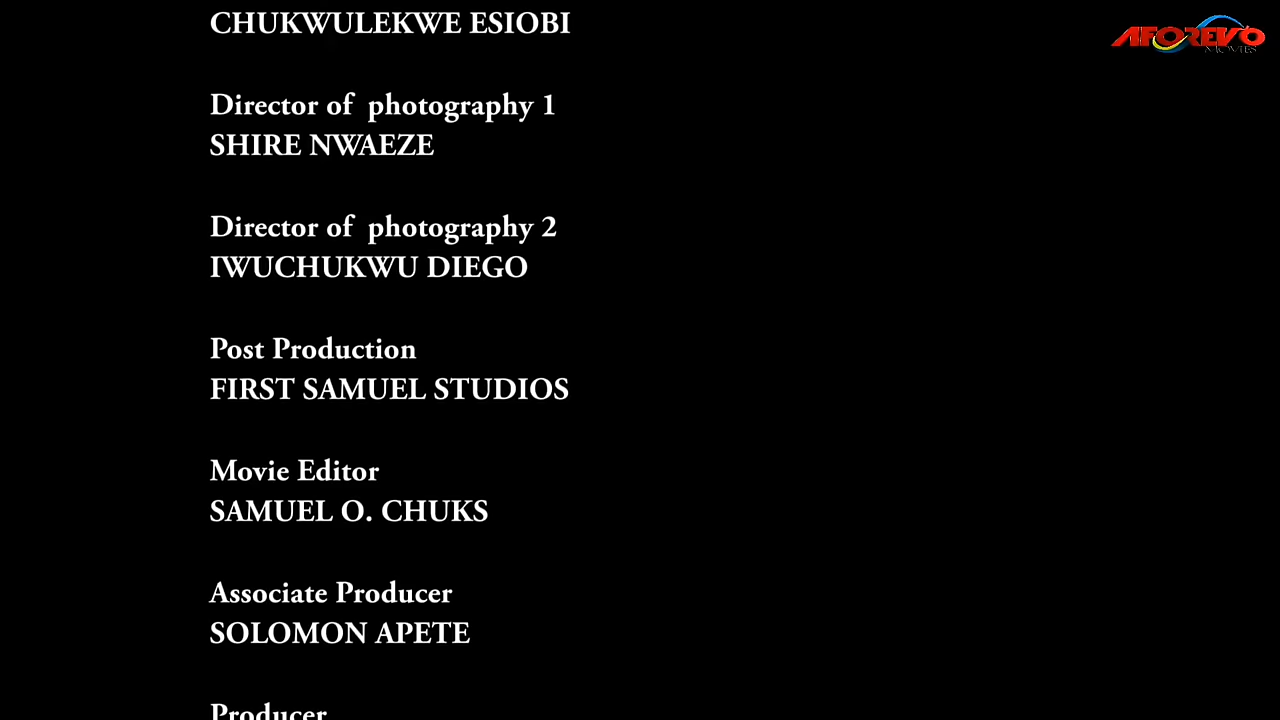 CHUKWULEKWE ESIOBI
AFOREVO
MOVIES
Director of photography 1
SHIRE NWAEZE
Director of photography 2
IWUCHUKWU DIEGO
Post Production
FIRST SAMUEL STUDIOS
Movie Editor
SAMUEL O. CHUKS
Associate Producer
SOLOMON APETE
Producer